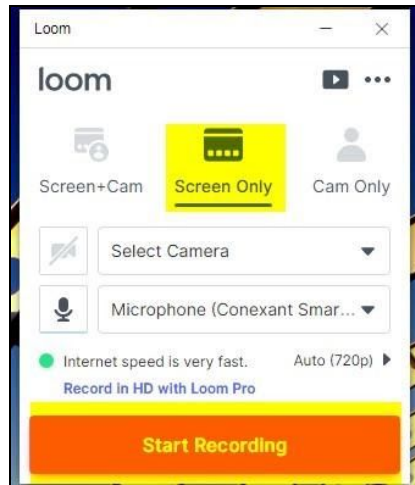 Loom
loom
Screen+Cam Screen Only Cam Only
Select Camera
Microphone (Conexant Smar...
Internet speed is very fast. Auto (720p)
Record in HD with Loom Pro
Start Recording